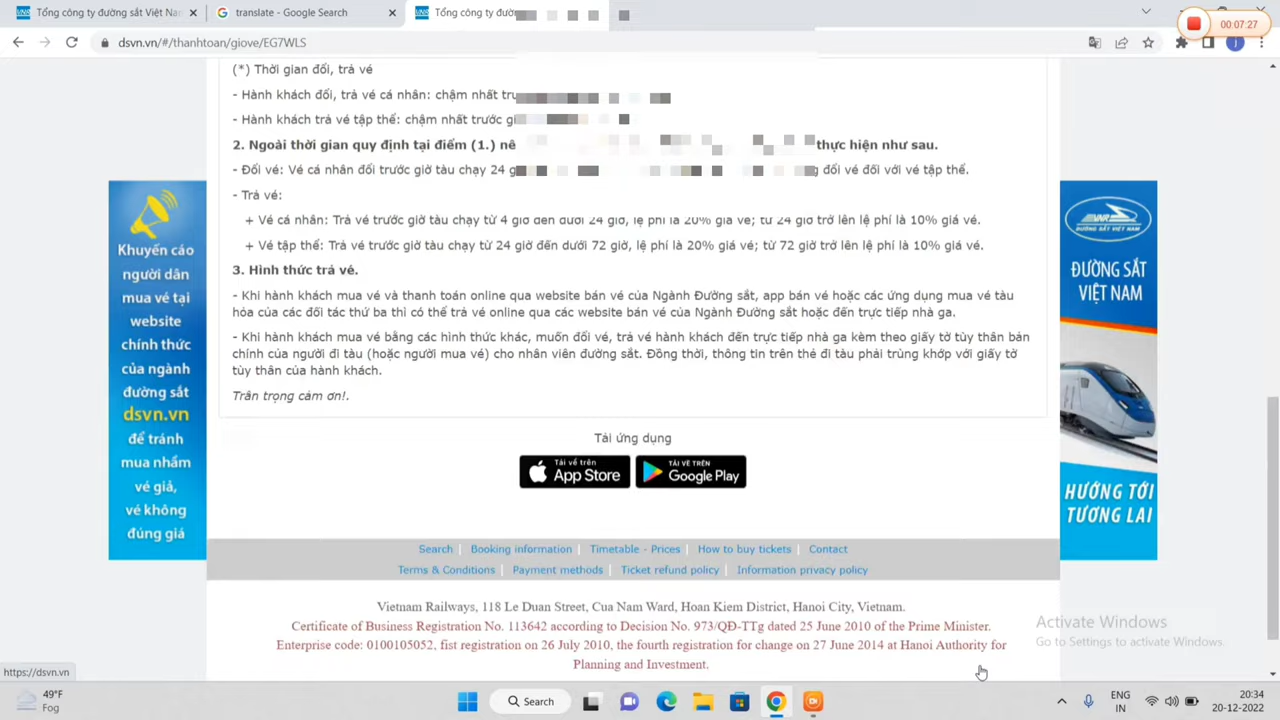 Tổng công ty đường sắt Việt Na
translate - Google Search
Tổng công ty đườn
00:07:27
dsvn.vn/#/thanhtoan/giove/EG7WLS
(*) Thời gian đổi, trả vé
- Hành khách đổi, trả vé cá nhân: chậm nhất trư
- Hành khách trả vé tập thể: chậm nhất trước gi
2. Ngoài thời gian quy định tại điểm (1.) nê
thực hiện như sau.
- Đổi vé: Vé cá nhân đổi trước giờ tàu chạy 24 g
đổi vé đối với vé tập thể.
- Trả vé:
+ Vé cá nhân: Trả vé trước giờ tàu chạy từ 4 giờ đến dưới 24 giờ, lệ phí là 20% giá vé; từ 24 giờ trở lên lệ phí là 10% giá vé.
+ Vé tập thể: Trả vé trước giờ tàu chạy từ 24 giờ đến dưới 72 giờ, lệ phí là 20% giá vé; từ 72 giờ trở lên lệ phí là 10% giá vé.
3. Hình thức trả vé.
- Khi hành khách mua vé và thanh toán online qua website bán vé của Ngành Đường sắt, app bán vé hoặc các ứng dụng mua vé tàu
hỏa của các đối tác thứ ba thì có thể trả vé online qua các website bán vé của Ngành Đường sắt hoặc đến trực tiếp nhà ga.
- Khi hành khách mua vé bằng các hình thức khác, muốn đổi vé, trả vé hành khách đến trực tiếp nhà ga kèm theo giấy tờ tùy thân bản
chính của người đi tàu (hoặc người mua vé) cho nhân viên đường sắt. Đồng thời, thông tin trên thẻ đi tàu phải trùng khớp với giấy tờ
tùy thân của hành khách.
Trân trọng cảm ơn!.
Khuyến cáo
người dân
mua vé tại
website
chính thức
của ngành
đường sắt
dsvn.vn
để tránh
mua nhầm
vé giả,
vé không
đúng giá
VNR
ĐƯỜNG SẮT VIỆT NAM
ĐƯỜNG SẮT
VIỆT NAM
HƯỚNG TỚI
TƯƠNG LAI
Tải ứng dụng
Tải về trên
App Store
TẢI VỀ TRÊN
Google Play
Search
Booking information
Timetable - Prices
How to buy tickets
Contact
Terms & Conditions
Payment methods
Ticket refund policy
Information privacy policy
Vietnam Railways, 118 Le Duan Street, Cua Nam Ward, Hoan Kiem District, Hanoi City, Vietnam.
Certificate of Business Registration No. 113642 according to Decision No. 973/QĐ-TTg dated 25 June 2010 of the Prime Minister.
Enterprise code: 0100105052, fist registration on 26 July 2010, the fourth registration for change on 27 June 2014 at Hanoi Authority for
Planning and Investment.
Activate Windows
Go to Settings to activate Windows.
https://dsvn.vn
49°F
Fog
Search
ENG
IN
20:34
20-12-2022